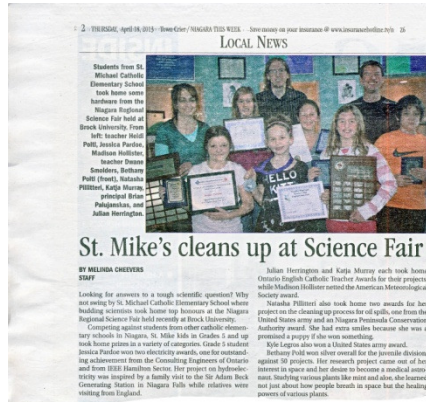 2 THURSDAY, April 18, 2013 Town Crier / NIAGARA THIS WEEK Save money on your insurance @ www.insurancehotline.tv/n 26
LOCAL NEWS
Students from St.
Michael Catholic
Elementary School
took home some
hardware from the
Niagara Regional
Science Fair held at
Brock University. From
left: teacher Heidi
Polti, Jessica Pardon,
Madison Hollister,
teacher Dwana
Smulders, Bethany
Polti (front), Natasha
Pillitteri, Katja Murray,
principal Brian
Palujanskas, and
Julian Herrington.
HELLO
St. Mike's cleans up at Science Fair
BY MELINDA CHEEVERS
STAFF
Looking for answers to a tough scientific question? Why
not swing by St. Michael Catholic Elementary School where
budding scientists took home top honours at the Niagara
Regional Science Fair held recently at Brock University.
Competing against students from other catholic elemen-
tary schools in Niagara, St. Mike kids in Grades 5 and up
took home prizes in a variety of categories. Grade 5 student
Jessica Pardon won two electricity awards, one for outstand-
ing achievement from the Consulting Engineers of Ontario
and from IEEE Hamilton Sector. Her project on hydroelec-
tricity was inspired by a family visit to the Sir Adam Beck
Generating Station in Niagara Falls while relatives were
visiting from England.
Julian Herrington and Katja Murray each took home
Ontario English Catholic Teacher Awards for their projects
while Madison Hollister netted the American Meteorological
Society award.
Natasha Pillitteri also took home two awards for her
project on the cleaning up process for oil spills, one from the
United States army and an Niagara Peninsula Conservation
Authority award. She had extra smiles because she was
promised a puppy if she won something.
Kyle Legros also won a United States army award.
Bethany Pold won silver overall for the juvenile division
against 50 projects. Her research project came out of her
interest in space and her desire to become a medical astro-
naut. Studying various plants like mint and aloe, she learned
not just about how people breath in space but the healing
powers of various plants.